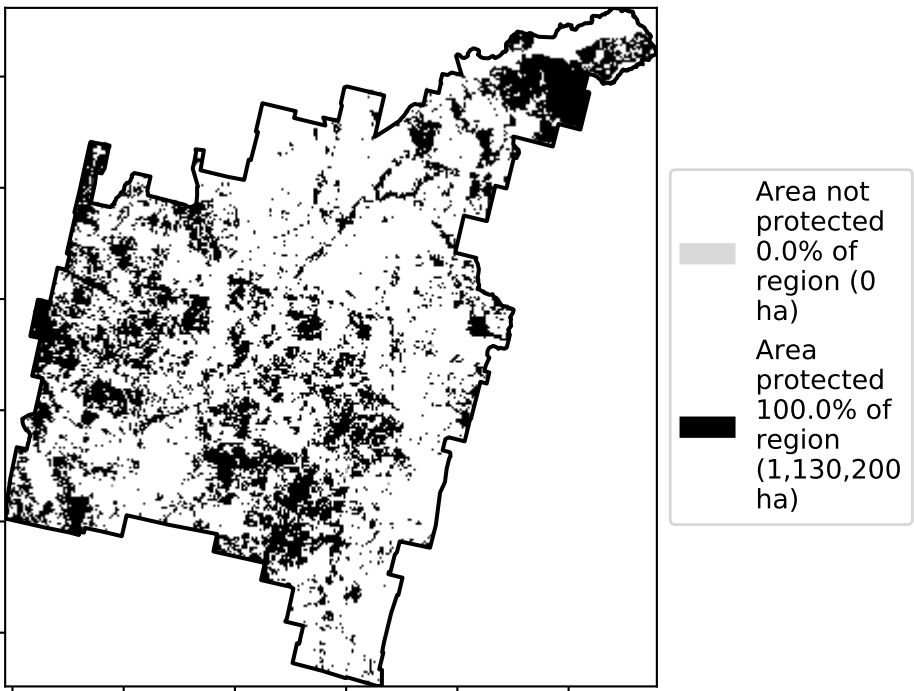 Area not
protected
0.0% of
region (0
ha)
Area
protected
100.0% of
region
(1,130,200
ha)